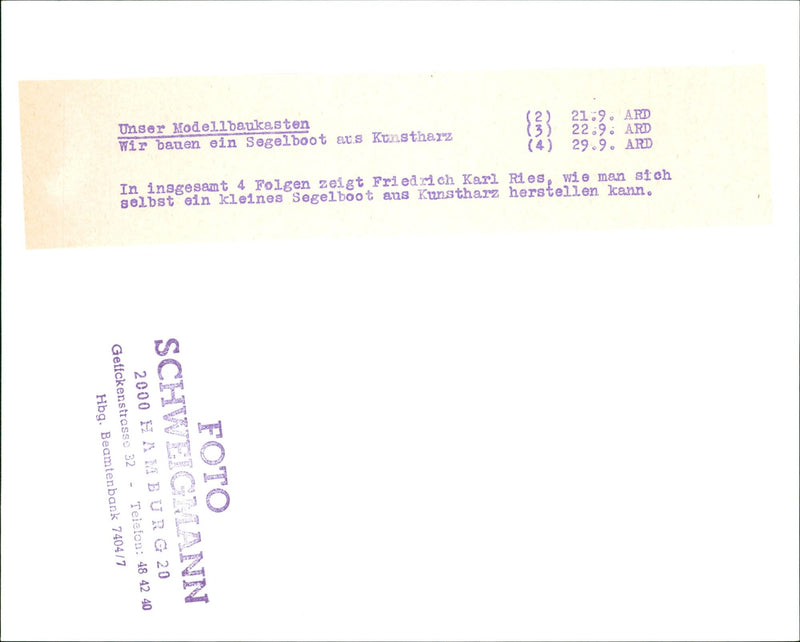 Unser Modellbaukasten (2) 21.9. ARD
Wir bauen ein Segelboot aus Kunstharz (3) 22.9. ARD
(4) 29.9. ARD
In insgesamt 4 Folgen zeigt Friedrich Karl Ries, wie man sich
selbst ein kleines Segelboot aus Kunstharz herstellen kann.
FOTO
SCHWEIGMANN
2000 HAMBURG 20
Geffckenstrasse 32 - Telefon: 48 42 40
Hbg. Beamtenbank 7404/7